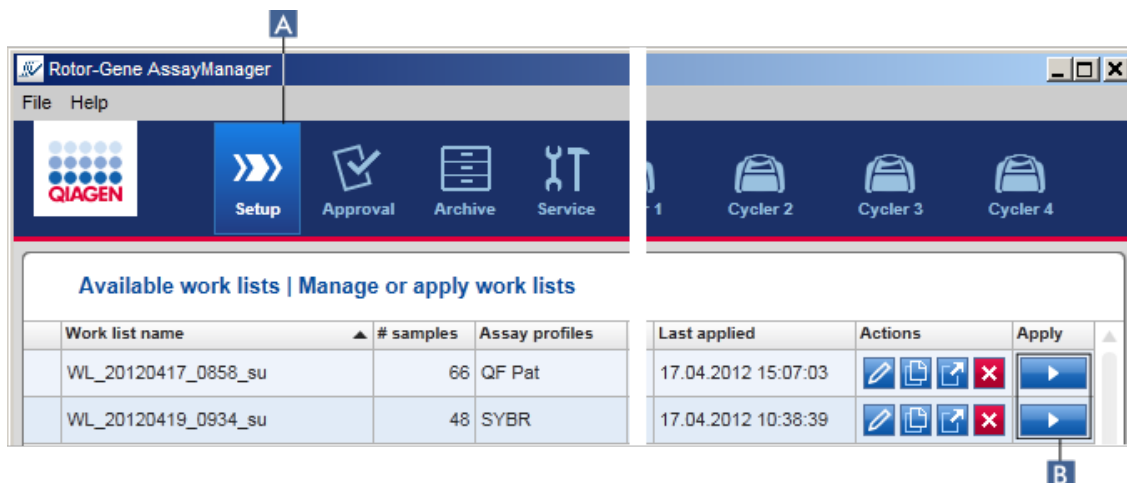 A
Rotor-Gene AssayManager
File Help
QIAGEN
Setup Approval Archive Service r 1 Cycler 2 Cycler 3 Cycler 4
Available work lists | Manage or apply work lists
Work list name # samples Assay profiles Last applied Actions Apply
WL_20120417_0858_su 66 QF Pat 17.04.2012 15:07:03
WL_20120419_0934_su 48 SYBR 17.04.2012 10:38:39
B